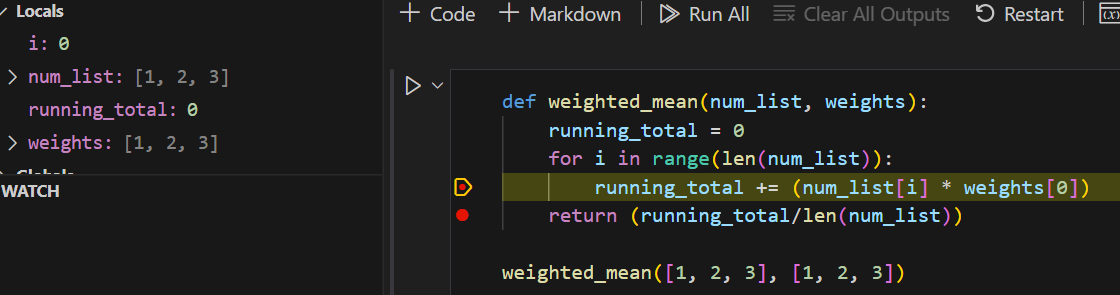 Locals
i: 0
num_list: [1, 2, 3]
running_total: 0
weights: [1, 2, 3]
Globals
WATCH
+ Code + Markdown Run All Clear All Outputs Restart (x)
def weighted_mean(num_list, weights):
    running_total = 0
    for i in range(len(num_list)):
        running_total += (num_list[i] * weights[0])
    return (running_total/len(num_list))
weighted_mean([1, 2, 3], [1, 2, 3])